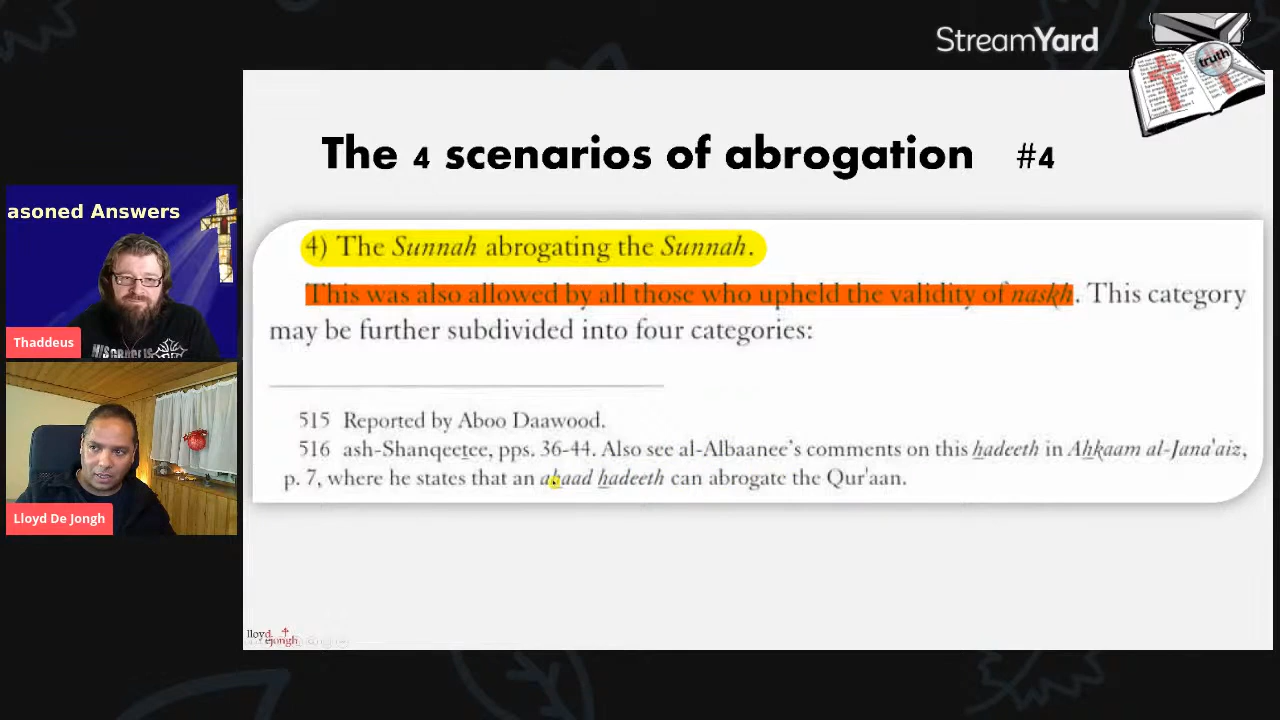 StreamYard
truth
The 4 scenarios of abrogation #4
asoned Answers
Thaddeus
Lloyd De Jongh
4) The Sunnah abrogating the Sunnah.
This was also allowed by all those who upheld the validity of naskh. This category
may be further subdivided into four categories:
515 Reported by Aboo Daawood.
516 ash-Shanqeetee, pps. 36-44. Also see al-Albaanee's comments on this hadeeth in Ahkaam al-Jana'aiz,
p. 7, where he states that an ahaad hadeeth can abrogate the Qur'aan.
lloyd
ejongh